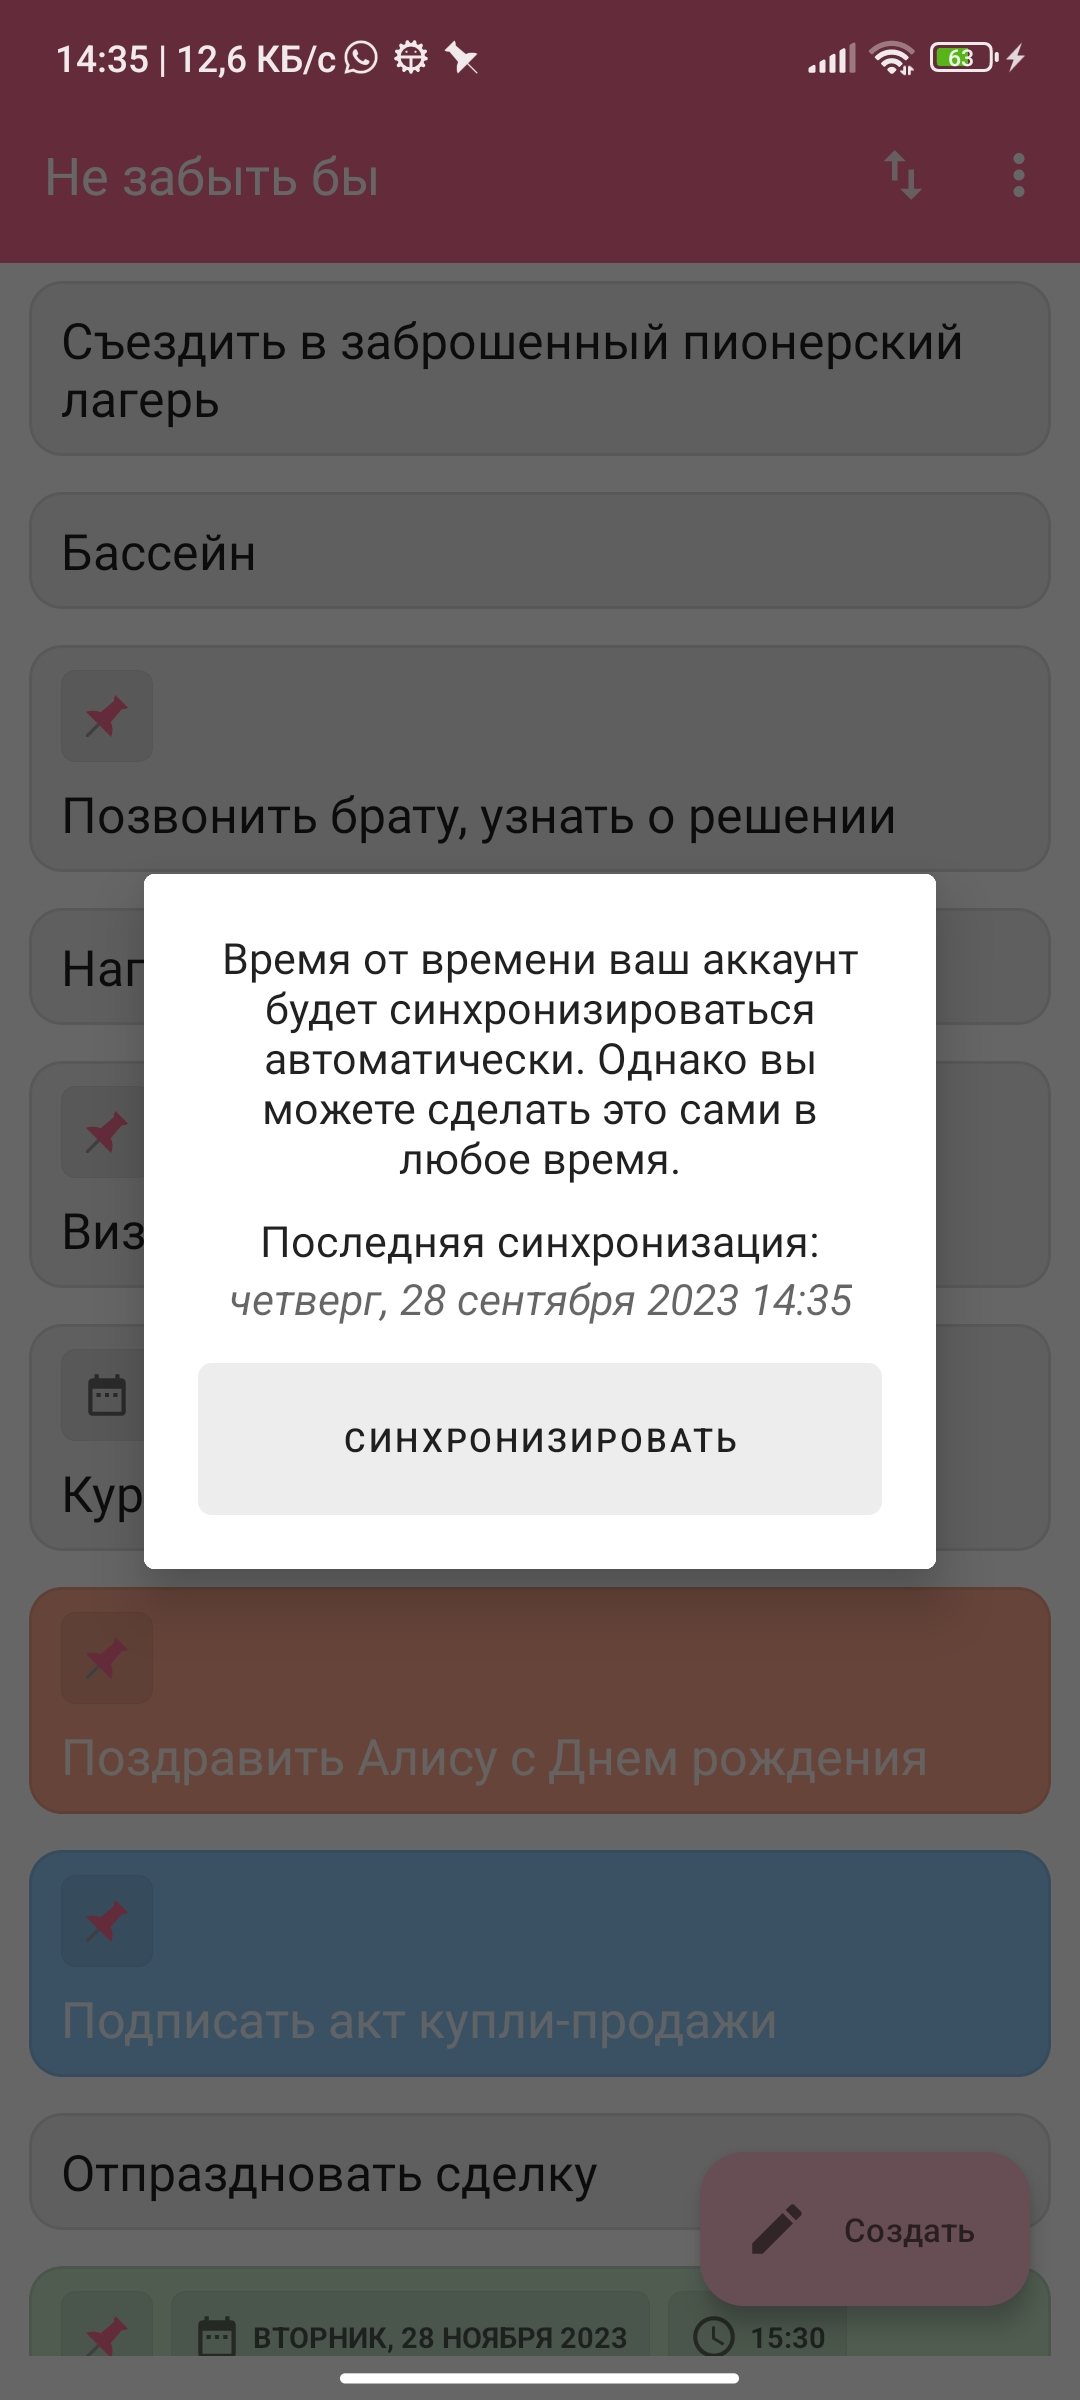 14:35 | 12,6 КБ/с
63
Не забыть бы
Съездить в заброшенный пионерский
лагерь
Бассейн
Позвонить брату, узнать о решении
Время от времени ваш аккаунт
будет синхронизироваться
автоматически. Однако вы
можете сделать это сами в
любое время.
Последняя синхронизация:
четверг, 28 сентября 2023 14:35
СИНХРОНИЗИРОВАТЬ
Поздравить Алису с Днем рождения
Подписать акт купли-продажи
Отпраздновать сделку
Создать
ВТОРНИК, 28 НОЯБРЯ 2023
15:30